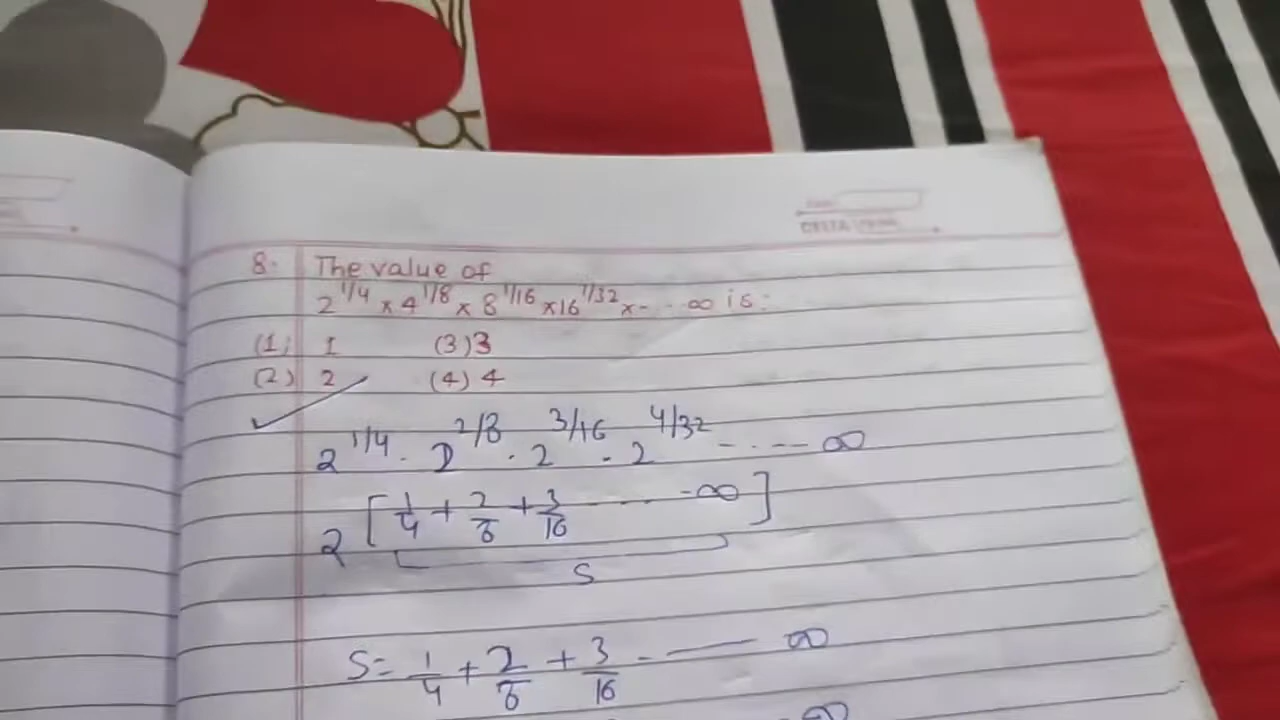 8. The value of
2^1/4 × 4^1/8 × 8^1/16 × 16^1/32 × - - - ∞ is:
(1) 1 (3) 3
(2) 2 (4) 4
2^1/4 . 2^2/8 . 2^3/16 . 2^4/32 - - - - - ∞
2^[1/4 + 2/8 + 3/16 - - - - - ∞]
S
S = 1/4 + 2/8 + 3/16 - - - ∞
∞